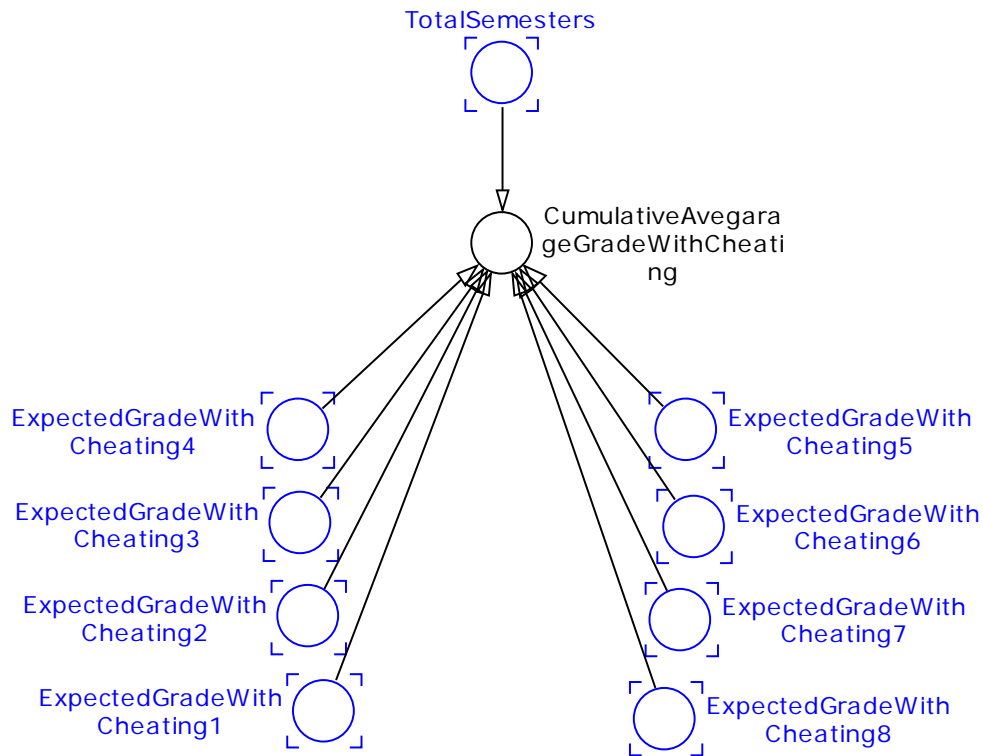 TotalSemesters
CumulativeAvegara
geGradeWithCheati
ng
ExpectedGradeWith
Cheating4
ExpectedGradeWith
Cheating5
ExpectedGradeWith
Cheating3
ExpectedGradeWith
Cheating6
ExpectedGradeWith
Cheating2
ExpectedGradeWith
Cheating7
ExpectedGradeWith
Cheating1
ExpectedGradeWith
Cheating8